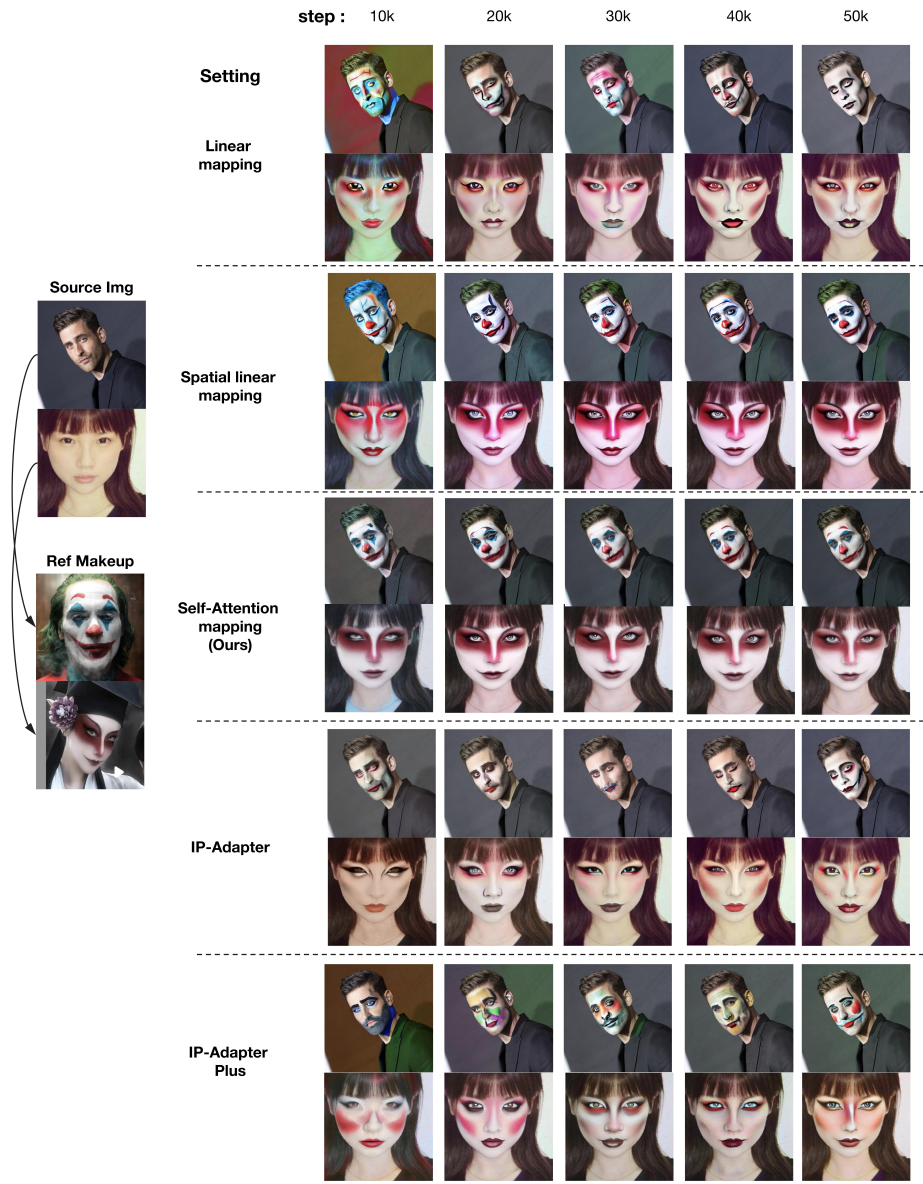 step : 10k 20k 30k 40k 50k
Setting
Linear
mapping
Source Img
Spatial linear
mapping
Ref Makeup
Self-Attention
mapping
(Ours)
IP-Adapter
IP-Adapter
Plus